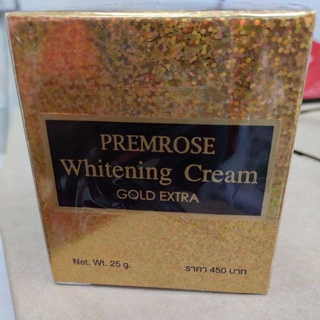 PREMROSE
Whitening Cream
GOLD EXTRA
Net. Wt. 25 g.
ราคา 450 บาท